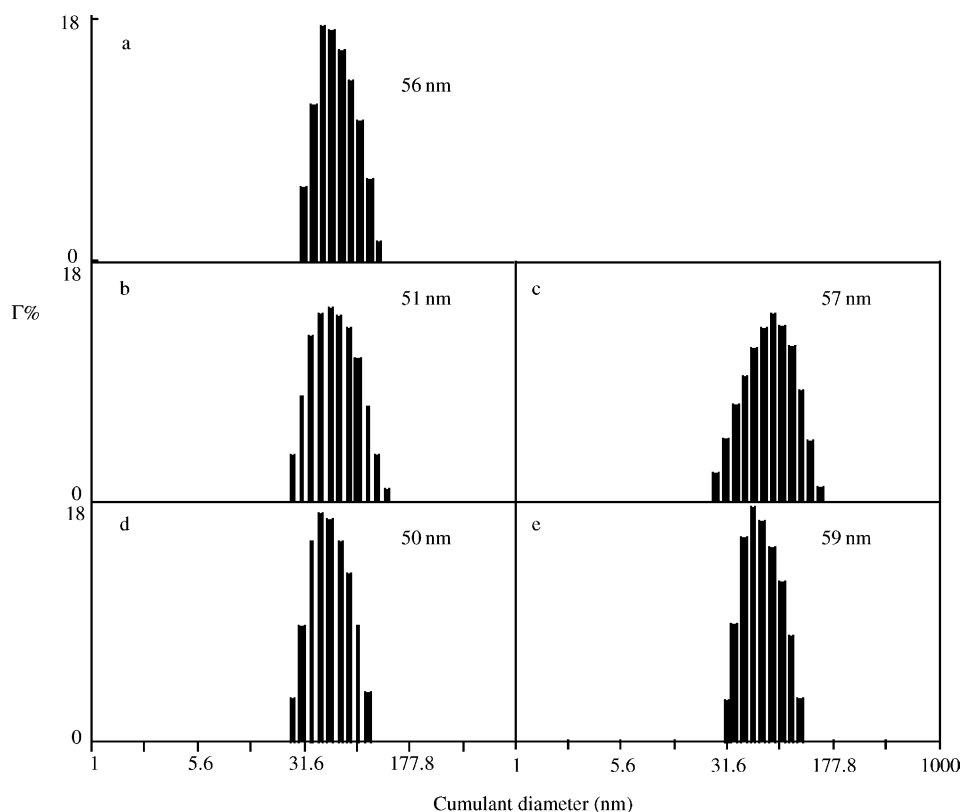 18
a
56 nm
0
18
b
51 nm
c
57 nm
Γ%
0
18
d
50 nm
e
59 nm
0
1 5.6 31.6 177.8 1 5.6 31.6 177.8 1000
Cumulant diameter (nm)